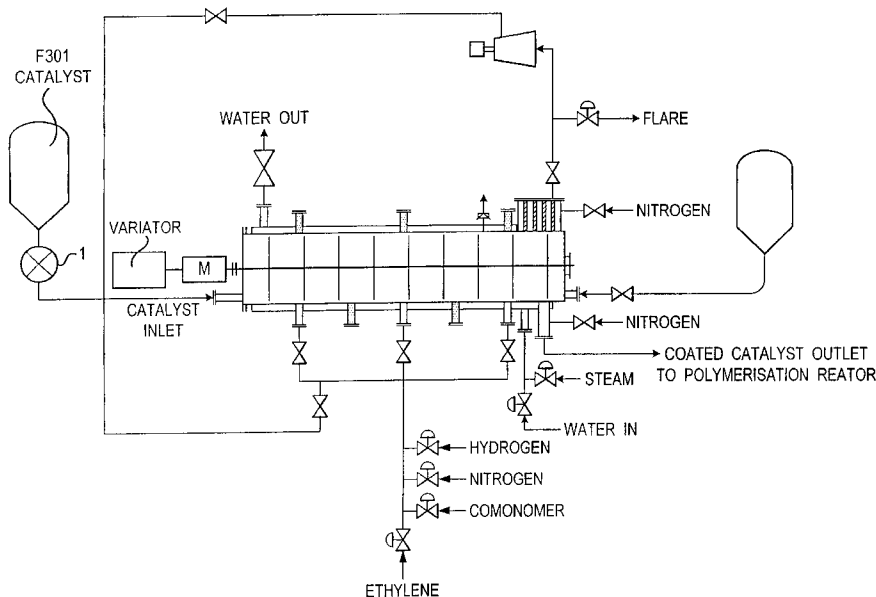 F301
CATALYST
WATER OUT
FLARE
VARIATOR
NITROGEN
1
M
CATALYST
INLET
NITROGEN
COATED CATALYST OUTLET
TO POLYMERISATION REATOR
STEAM
WATER IN
HYDROGEN
NITROGEN
COMONOMER
ETHYLENE